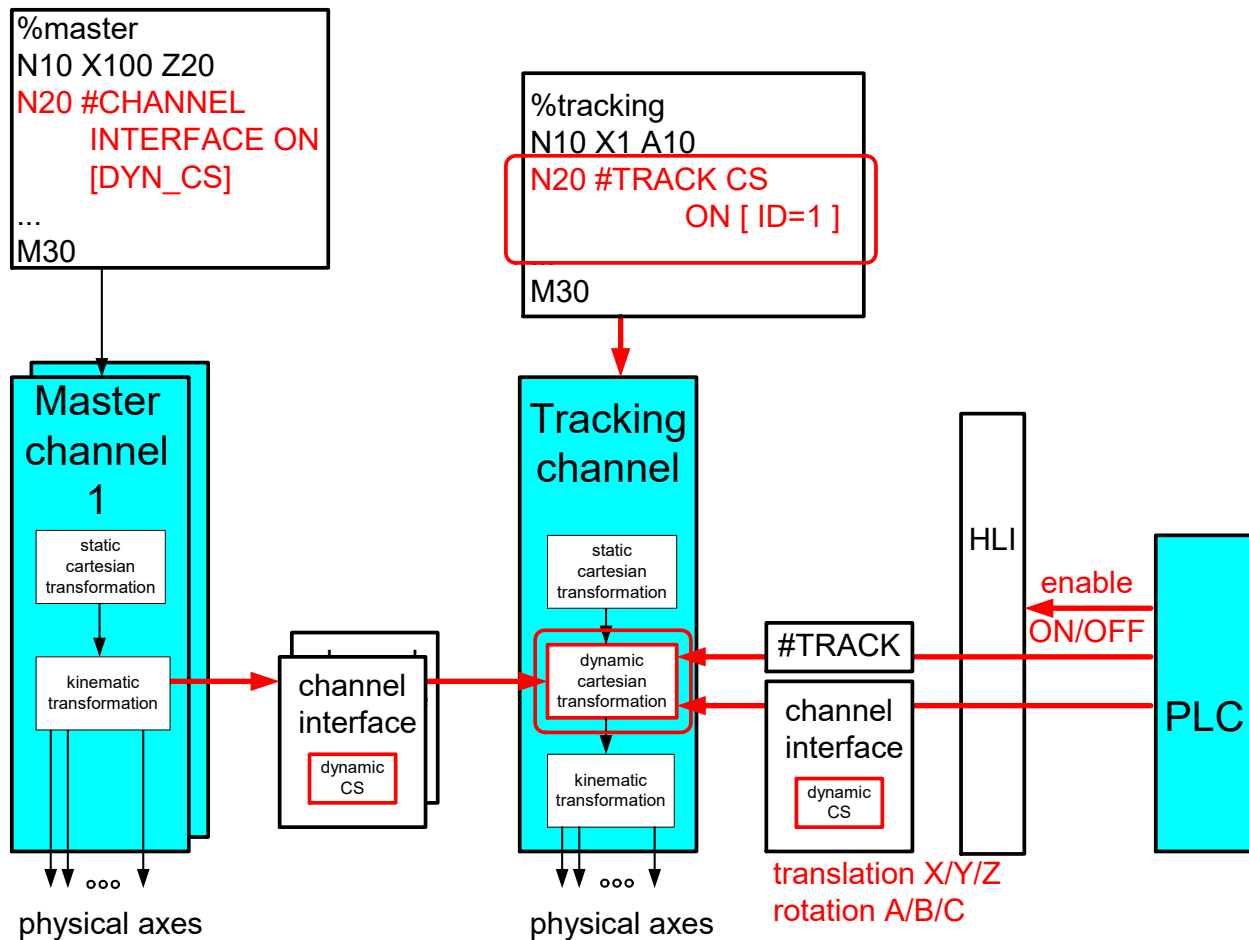 %master
N10 X100 Z20
N20 #CHANNEL
INTERFACE ON
[DYN_CS]
...
M30
%tracking
N10 X1 A10
N20 #TRACK CS
ON [ ID=1 ]
...
M30
Master
channel
1
static
cartesian
transformation
kinematic
transformation
physical axes
channel
interface
dynamic
CS
Tracking
channel
static
cartesian
transformation
dynamic
cartesian
transformation
kinematic
transformation
physical axes
#TRACK
channel
interface
dynamic
CS
translation X/Y/Z
rotation A/B/C
HLI
enable
ON/OFF
PLC